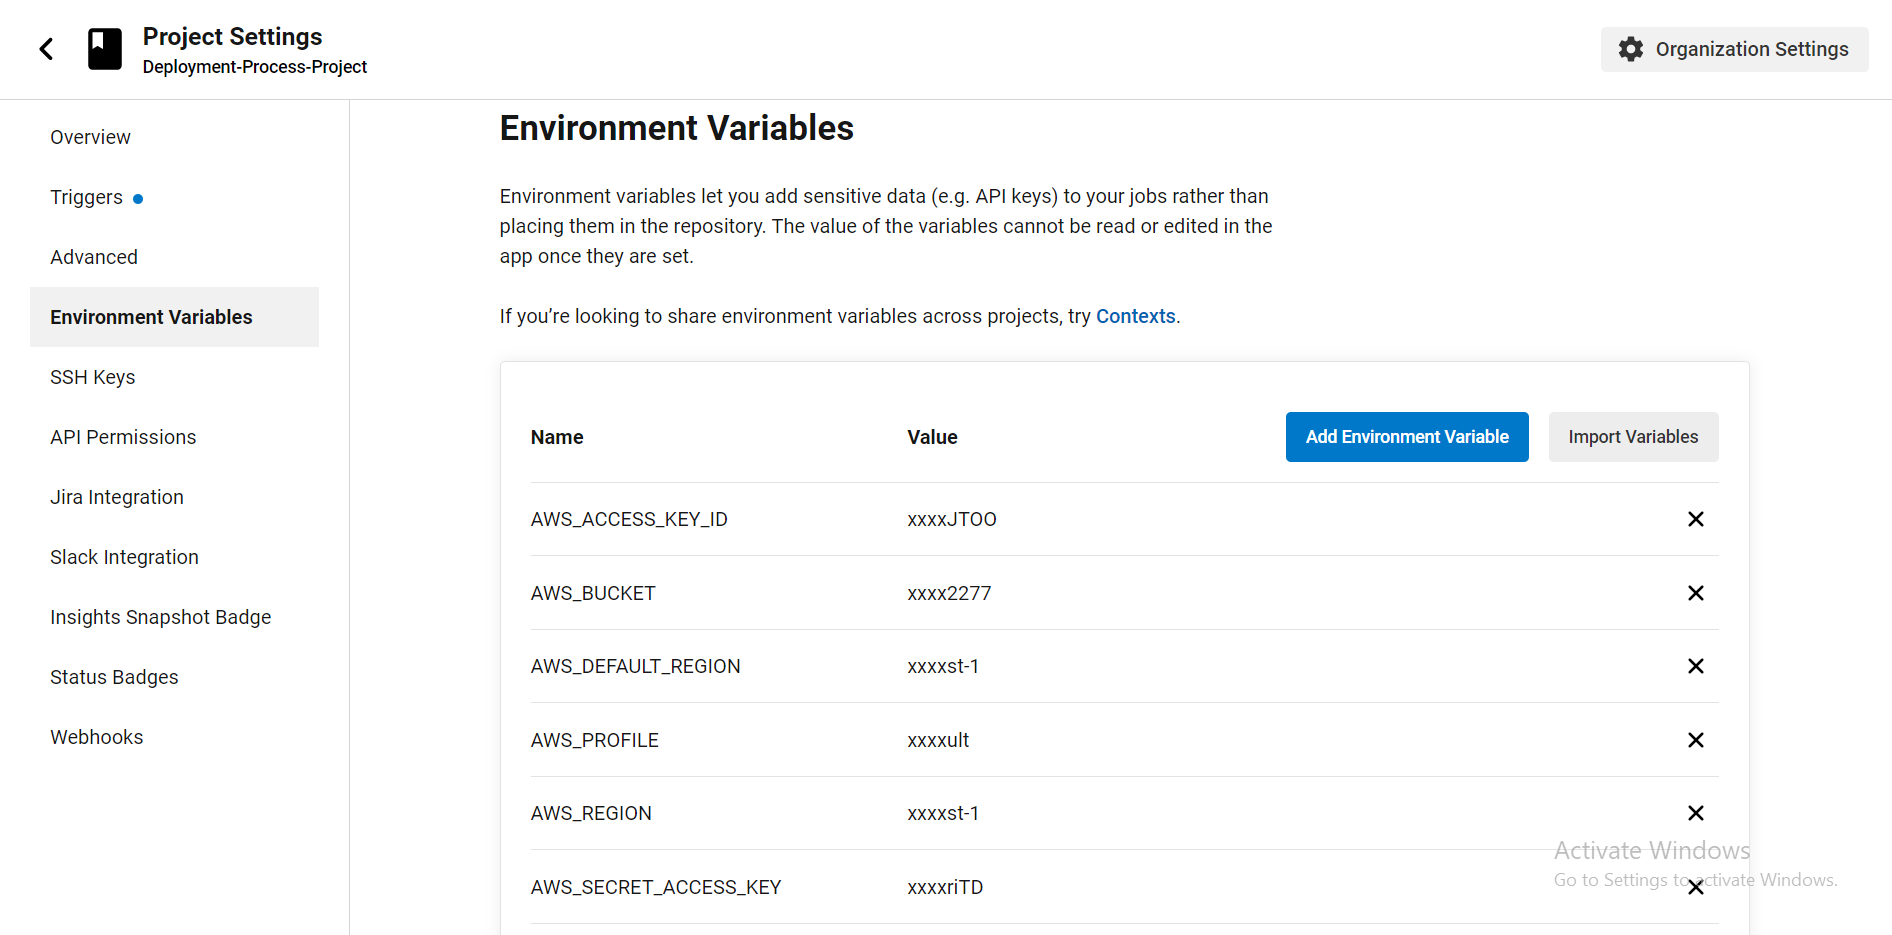 Project Settings
Deployment-Process-Project
Organization Settings
Overview
Triggers
Advanced
Environment Variables
SSH Keys
API Permissions
Jira Integration
Slack Integration
Insights Snapshot Badge
Status Badges
Webhooks
Environment Variables
Environment variables let you add sensitive data (e.g. API keys) to your jobs rather than
placing them in the repository. The value of the variables cannot be read or edited in the
app once they are set.
If you’re looking to share environment variables across projects, try Contexts.
Name Value Add Environment Variable Import Variables
AWS_ACCESS_KEY_ID xxxxJTOO
AWS_BUCKET xxxx2277
AWS_DEFAULT_REGION xxxxst-1
AWS_PROFILE xxxxult
AWS_REGION xxxxst-1
AWS_SECRET_ACCESS_KEY xxxxriTD
Activate Windows
Go to Settings to activate Windows.